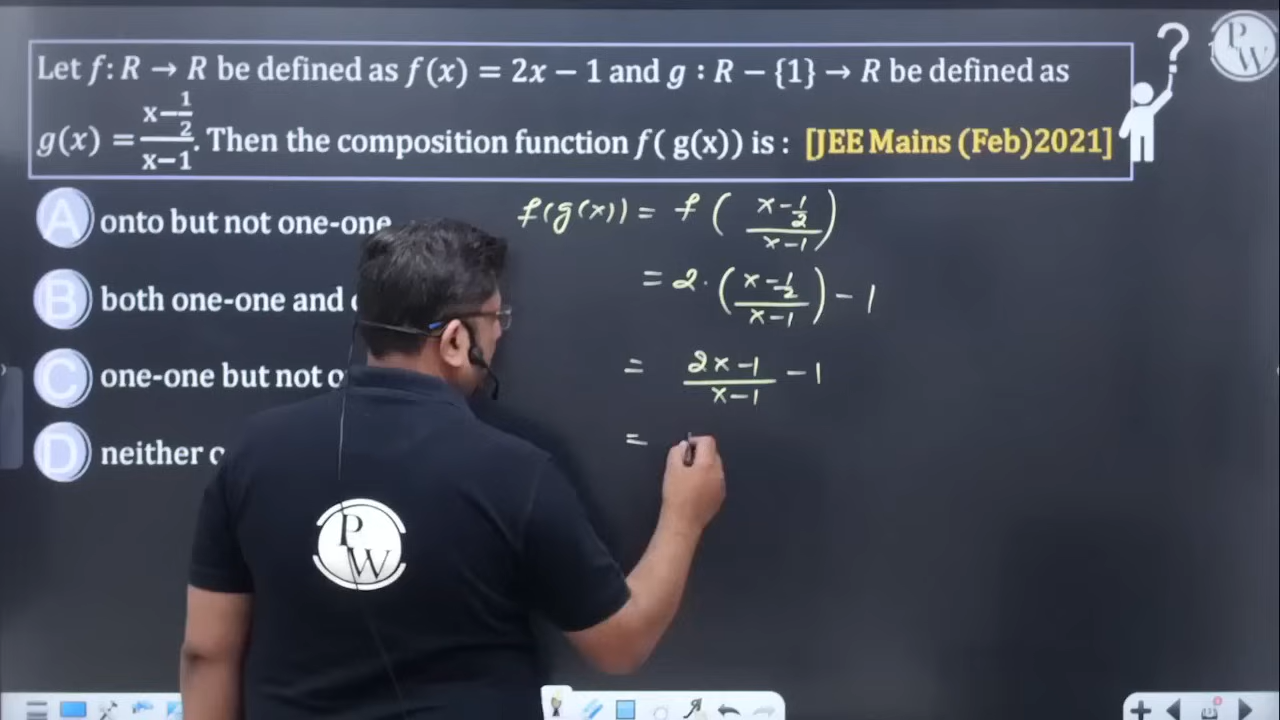 Let f: R → R be defined as f(x) = 2x − 1 and g : R − {1} → R be defined as
g(x) = (x−1/2)/(x−1). Then the composition function f( g(x)) is : [JEE Mains (Feb)2021]
A onto but not one-one
B both one-one and
C one-one but not
D neither
f(g(x)) = f ( (x−1/2)/(x−1) )
= 2. ( (x−1/2)/(x−1) ) − 1
= (2x−1)/(x−1) − 1
=
PW
PW
?